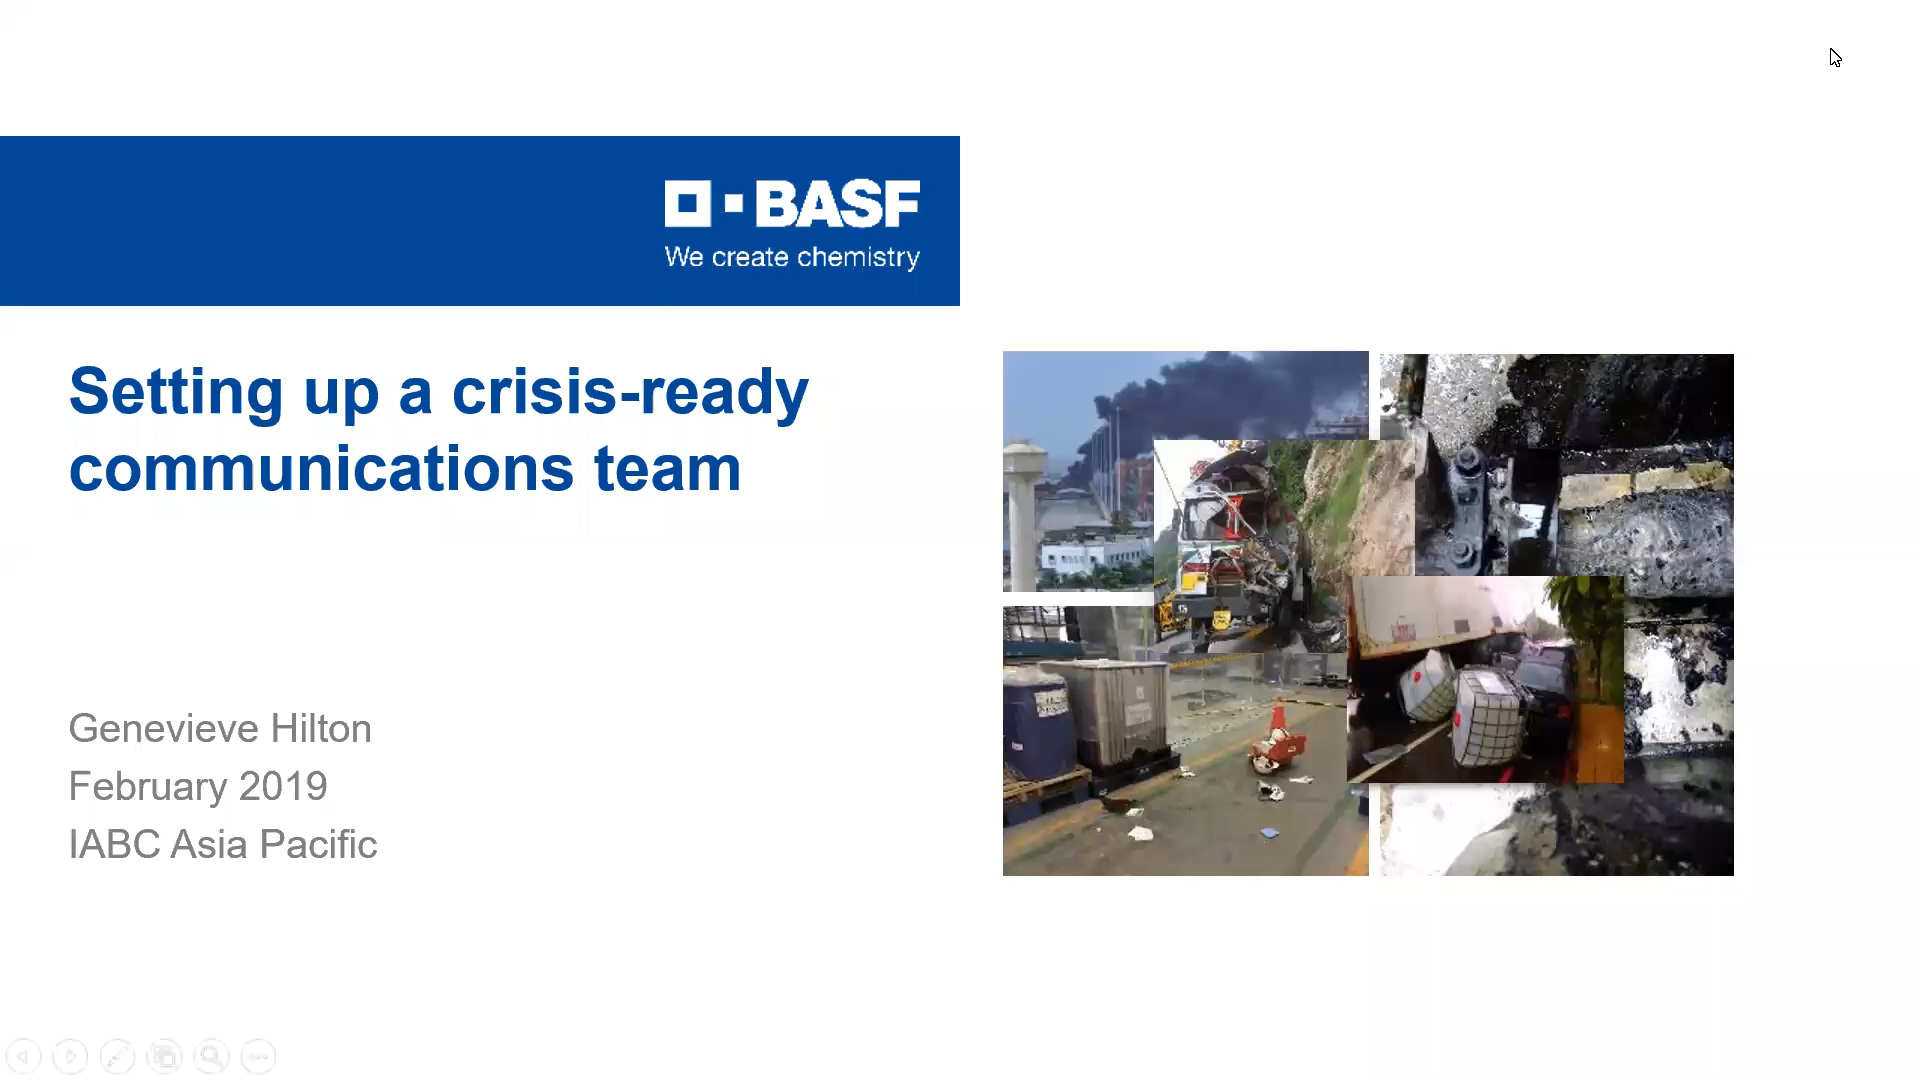 BASF
We create chemistry
Setting up a crisis-ready
communications team
Genevieve Hilton
February 2019
IABC Asia Pacific